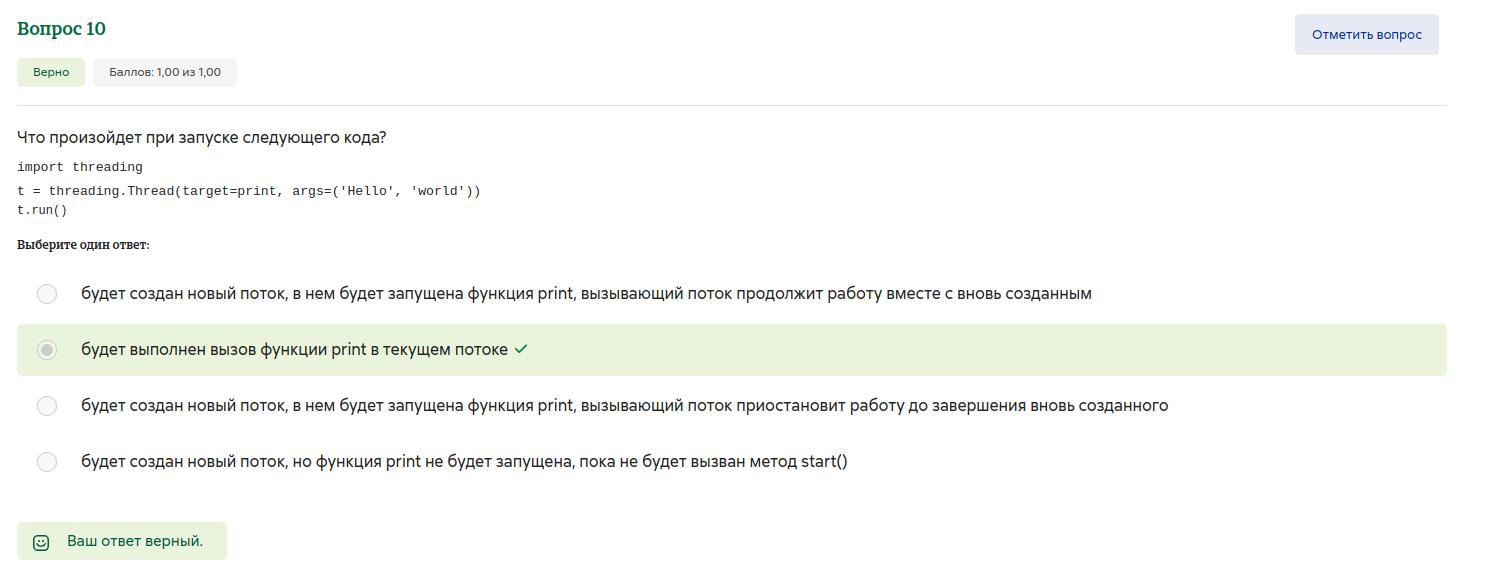 Вопрос 10
Отметить вопрос
Верно
Баллов: 1,00 из 1,00
Что произойдет при запуске следующего кода?
import threading
t = threading.Thread(target=print, args=('Hello', 'world'))
t.run()
Выберите один ответ:
будет создан новый поток, в нем будет запущена функция print, вызывающий поток продолжит работу вместе с вновь созданным
будет выполнен вызов функции print в текущем потоке
будет создан новый поток, в нем будет запущена функция print, вызывающий поток приостановит работу до завершения вновь созданного
будет создан новый поток, но функция print не будет запущена, пока не будет вызван метод start()
Ваш ответ верный.